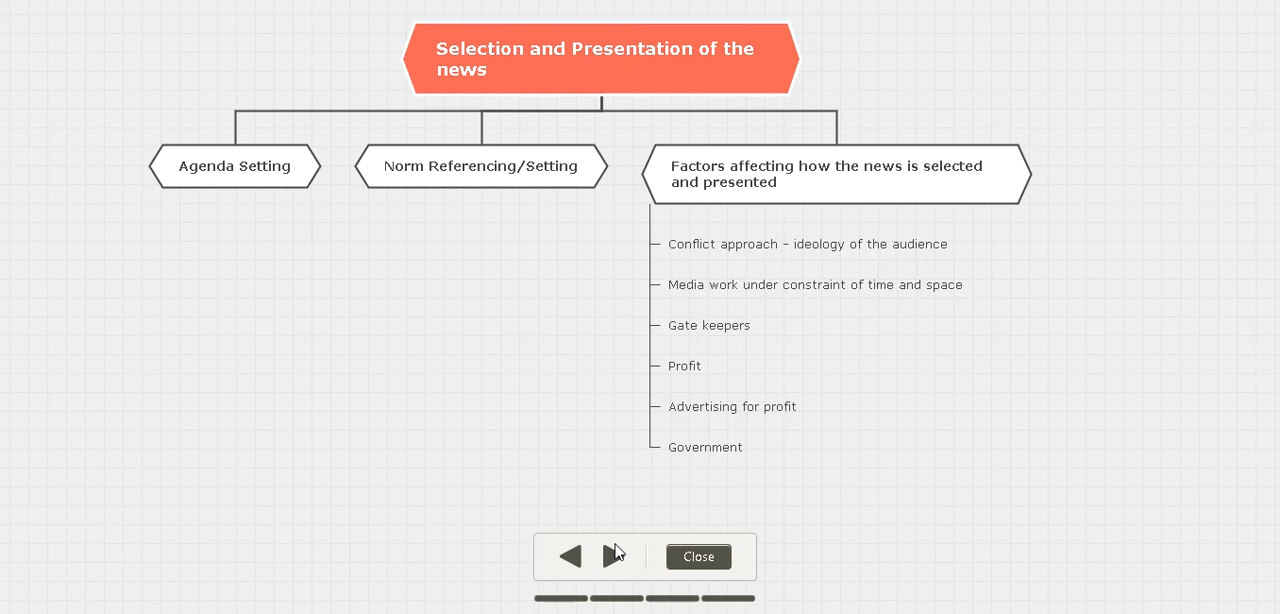 Selection and Presentation of the
news
Agenda Setting
Norm Referencing/Setting
Factors affecting how the news is selected
and presented
Conflict approach - ideology of the audience
Media work under constraint of time and space
Gate keepers
Profit
Advertising for profit
Government
Close